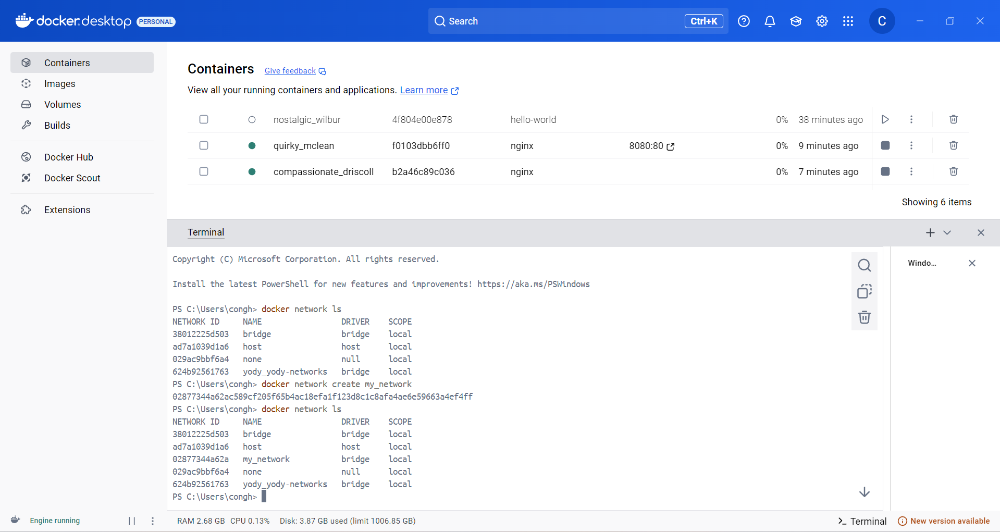 docker.desktop PERSONAL
Search Ctrl+K
C
Containers
Images
Volumes
Builds
Docker Hub
Docker Scout
Extensions
Containers Give feedback
View all your running containers and applications. Learn more
nostalgic_wilbur 4f804e00e878 hello-world 0% 38 minutes ago
quirky_mclean f0103dbb6ff0 nginx 8080:80 0% 9 minutes ago
compassionate_driscoll b2a46c89c036 nginx 0% 7 minutes ago
Showing 6 items
Terminal
Copyright (C) Microsoft Corporation. All rights reserved.
Install the latest PowerShell for new features and improvements! https://aka.ms/PSWindows
PS C:\Users\congh> docker network ls
NETWORK ID NAME DRIVER SCOPE
38012225d503 bridge bridge local
ad7a1039d1a6 host host local
029ac9bbf6a4 none null local
624b92561763 yody_yody-networks bridge local
PS C:\Users\congh> docker network create my_network
02877344a62ac589cf205f65b4ac18efa1f123d8c1c8afa4ae6e59663a4ef4ff
PS C:\Users\congh> docker network ls
NETWORK ID NAME DRIVER SCOPE
38012225d503 bridge bridge local
ad7a1039d1a6 host host local
02877344a62a my_network bridge local
029ac9bbf6a4 none null local
624b92561763 yody_yody-networks bridge local
PS C:\Users\congh>
Windo...
Engine running
RAM 2.68 GB CPU 0.13% Disk: 3.87 GB used (limit 1006.85 GB)
Terminal
New version available